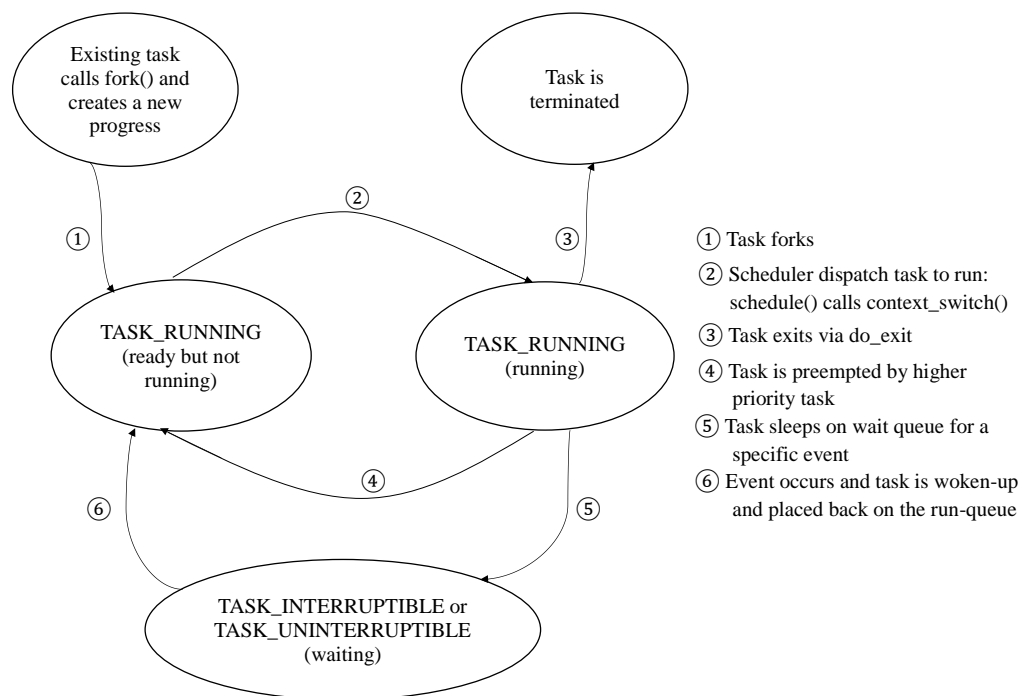 Existing task
calls fork() and
creates a new
progress
Task is
terminated
②
①
③
TASK_RUNNING
(ready but not
running)
TASK_RUNNING
(running)
④
⑥
⑤
TASK_INTERRUPTIBLE or
TASK_UNINTERRUPTIBLE
(waiting)
① Task forks
② Scheduler dispatch task to run:
schedule() calls context_switch()
③ Task exits via do_exit
④ Task is preempted by higher
priority task
⑤ Task sleeps on wait queue for a
specific event
⑥ Event occurs and task is woken-up
and placed back on the run-queue